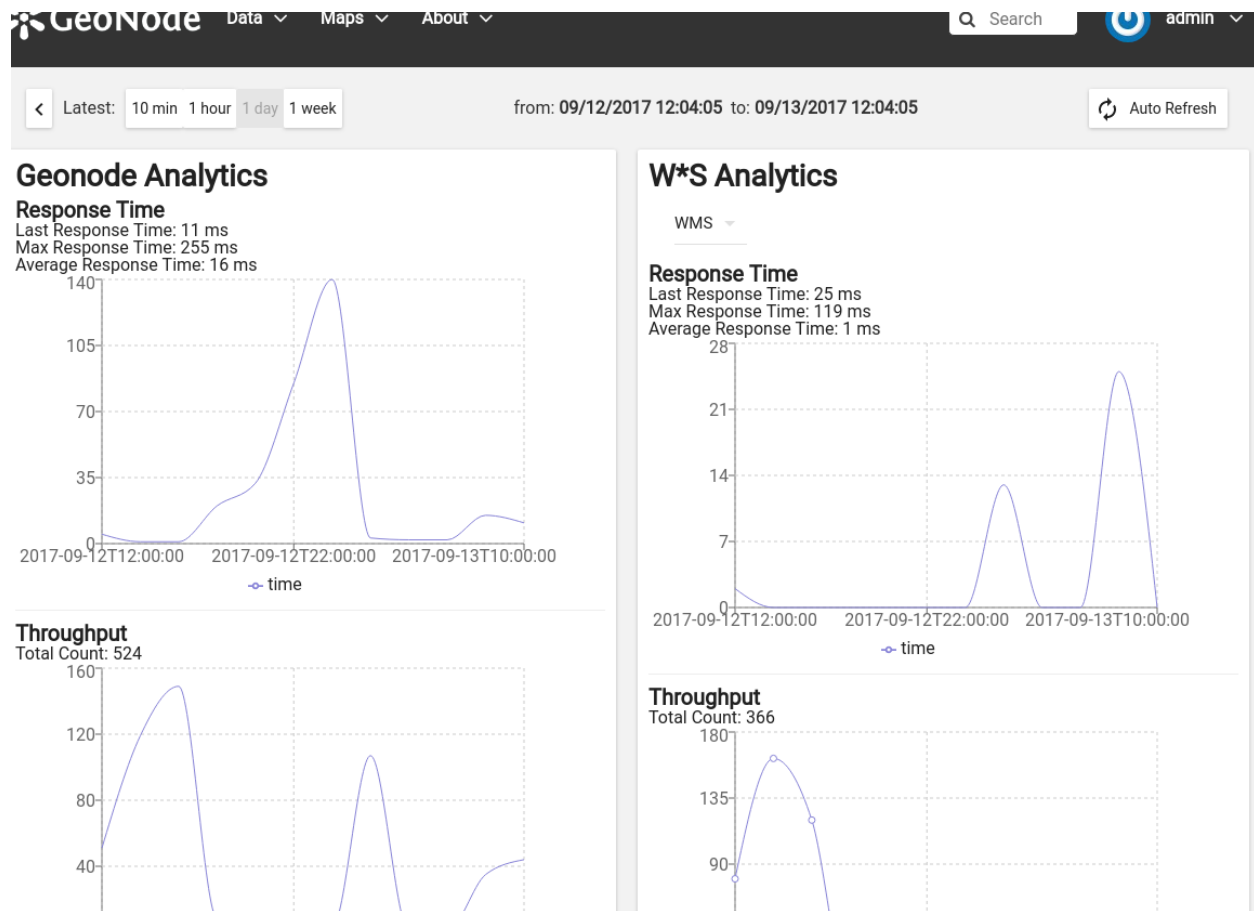 GeoNode Data Maps About Search admin
Latest: 10 min 1 hour 1 day 1 week from: 09/12/2017 12:04:05 to: 09/13/2017 12:04:05 Auto Refresh
Geonode Analytics
Response Time
Last Response Time: 11 ms
Max Response Time: 255 ms
Average Response Time: 16 ms
140
105
70
35
0
2017-09-12T12:00:00 2017-09-12T22:00:00 2017-09-13T10:00:00
time
Throughput
Total Count: 524
160
120
80
40
W*S Analytics
WMS
Response Time
Last Response Time: 25 ms
Max Response Time: 119 ms
Average Response Time: 1 ms
28
21
14
7
0
2017-09-12T12:00:00 2017-09-12T22:00:00 2017-09-13T10:00:00
time
Throughput
Total Count: 366
180
135
90